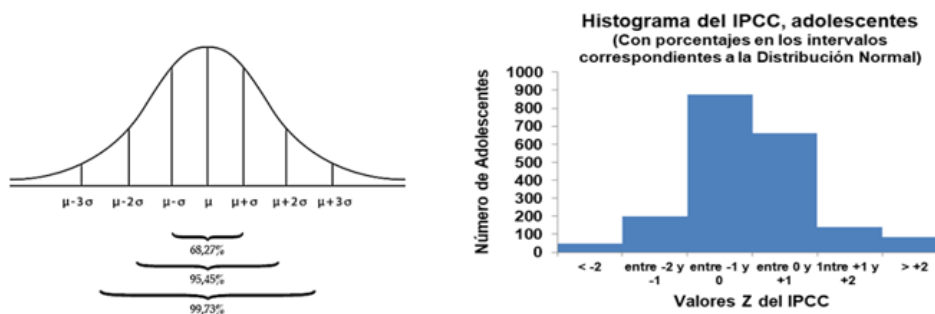 μ-3σ μ-2σ μ-σ μ μ+σ μ+2σ μ+3σ
68,27%
95,45%
99,73%
Histograma del IPCC, adolescentes
(Con porcentajes en los intervalos
correspondientes a la Distribución Normal)
Número de Adolescentes
1000
900
800
700
600
500
400
300
200
100
0
< -2 entre -2 y entre -1 y entre 0 y 1ntre +1 y > +2
-1 0 +1 +2
Valores Z del IPCC